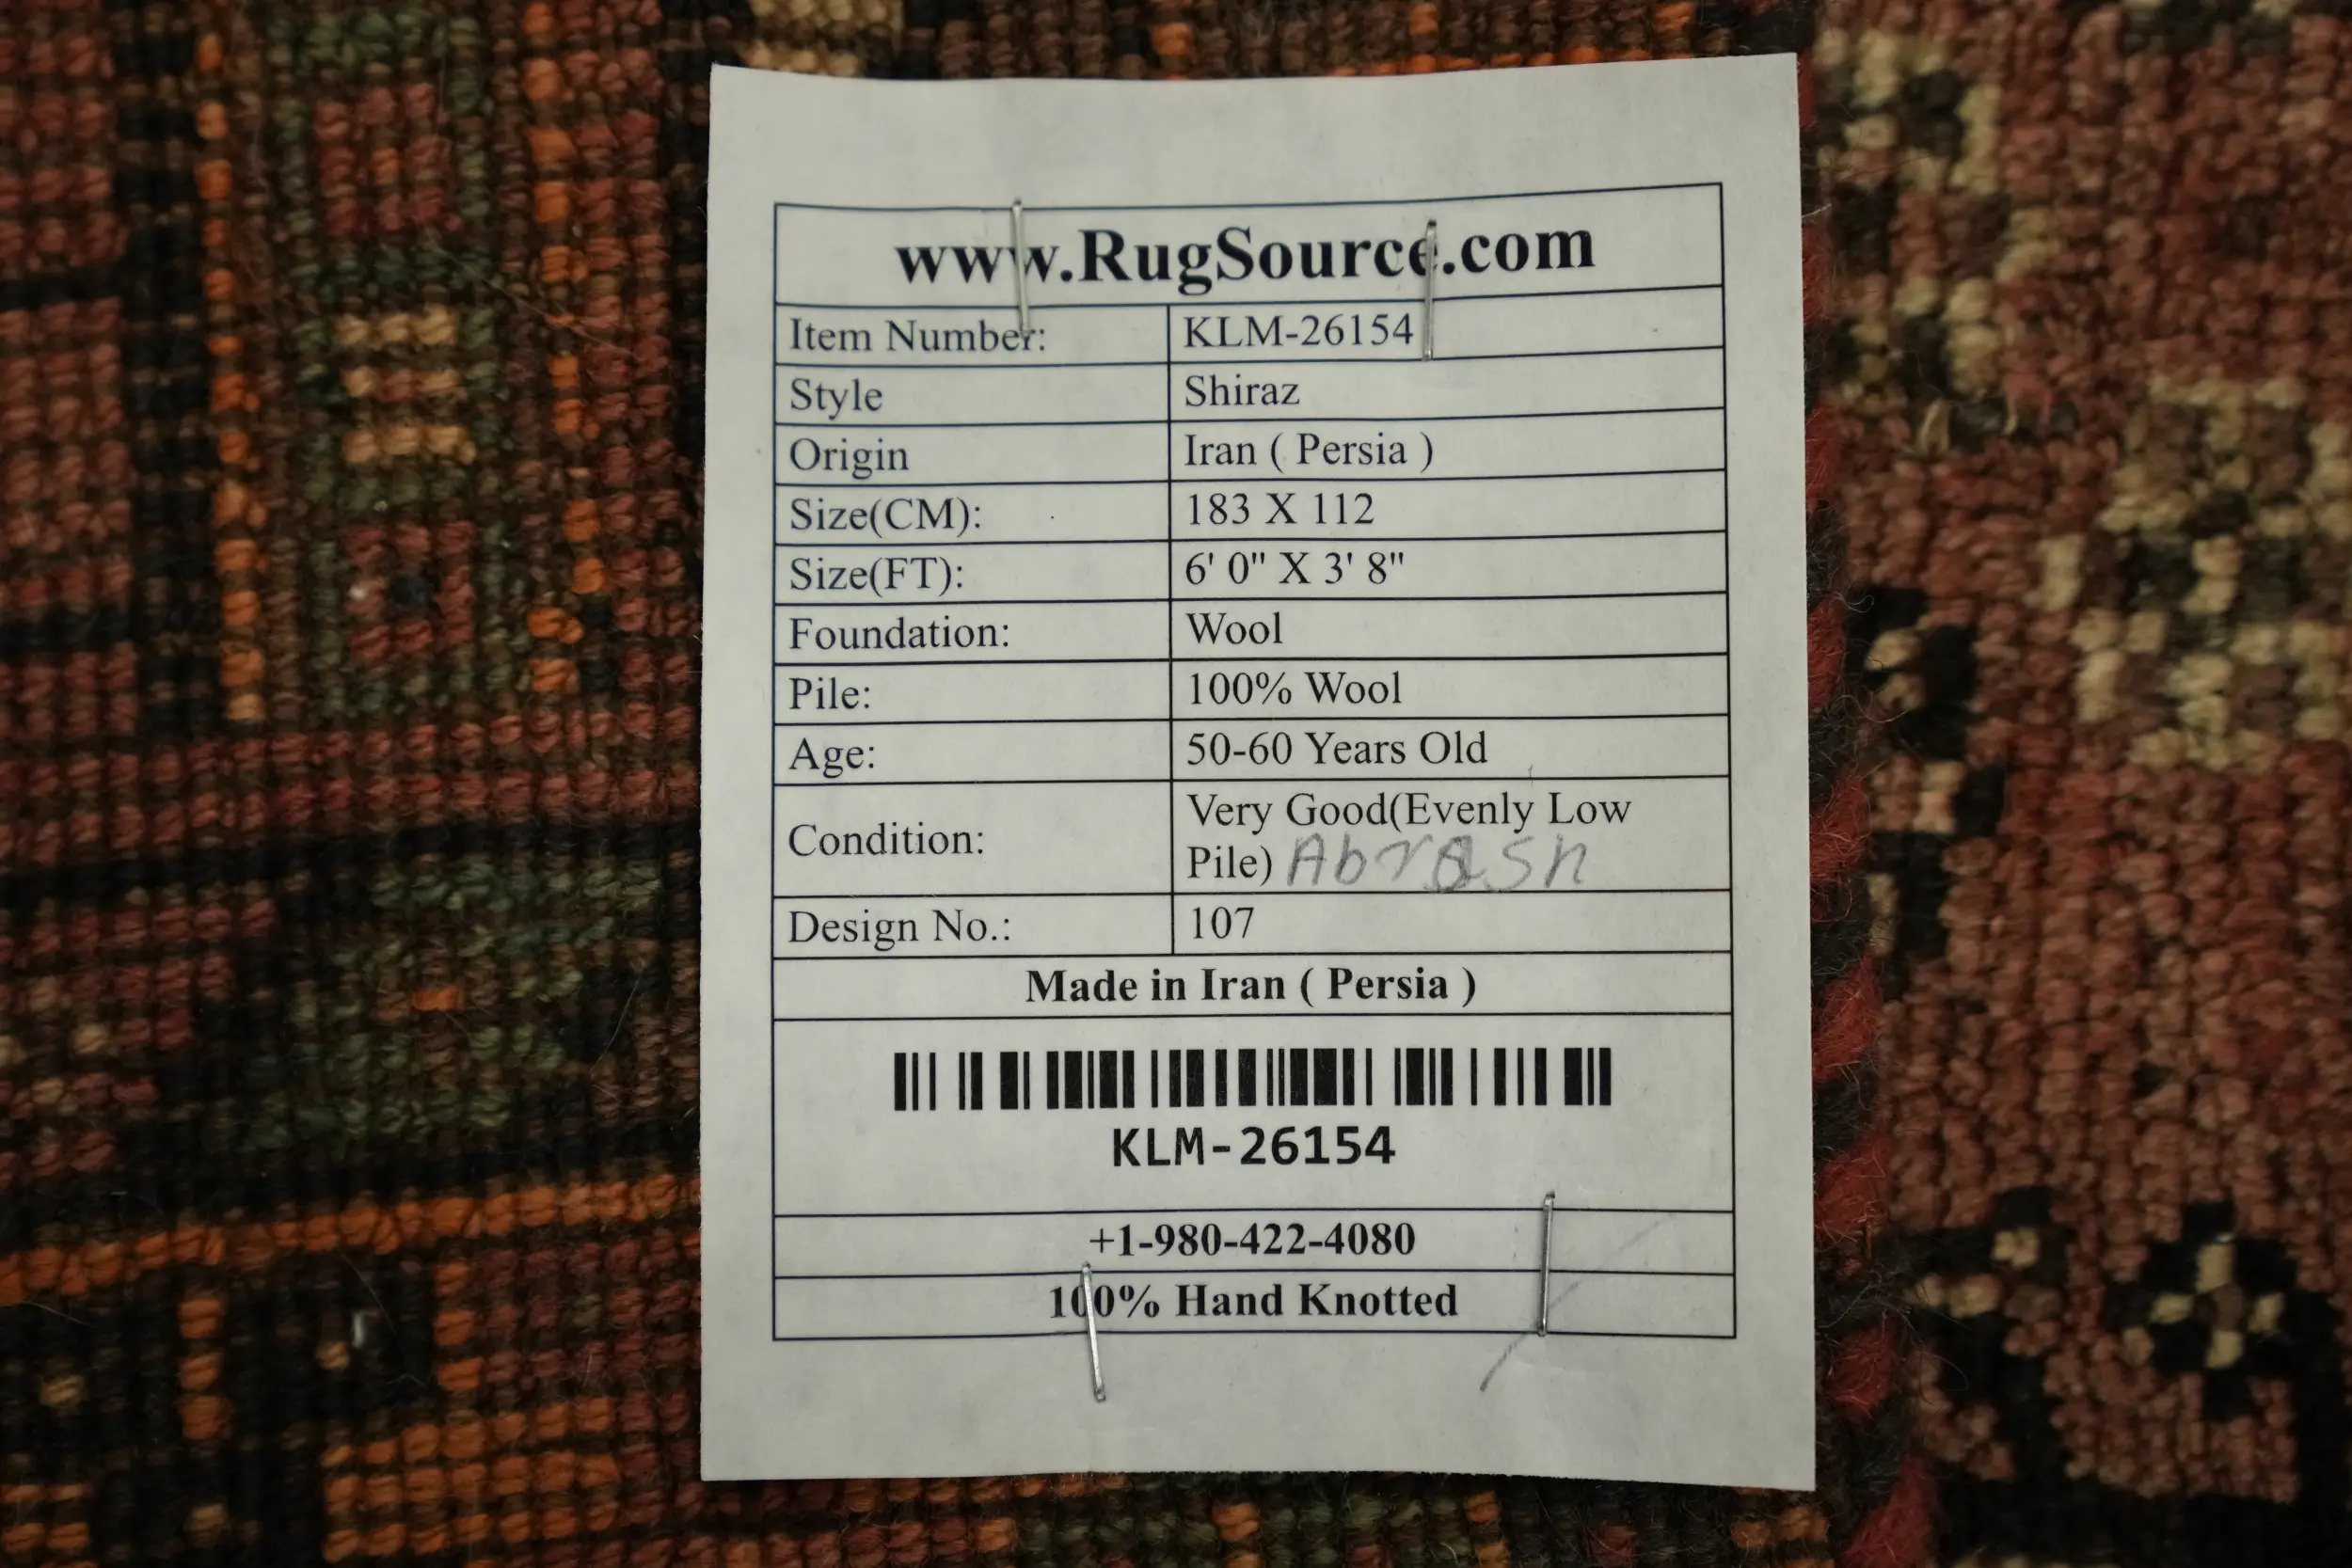 www.RugSource.com
Item Number: KLM-26154
Style Shiraz
Origin Iran ( Persia )
Size(CM): 183 X 112
Size(FT): 6' 0" X 3' 8"
Foundation: Wool
Pile: 100% Wool
Age: 50-60 Years Old
Condition: Very Good(Evenly Low
Pile) Abrash
Design No.: 107
Made in Iran ( Persia )
KLM-26154
+1-980-422-4080
100% Hand Knotted